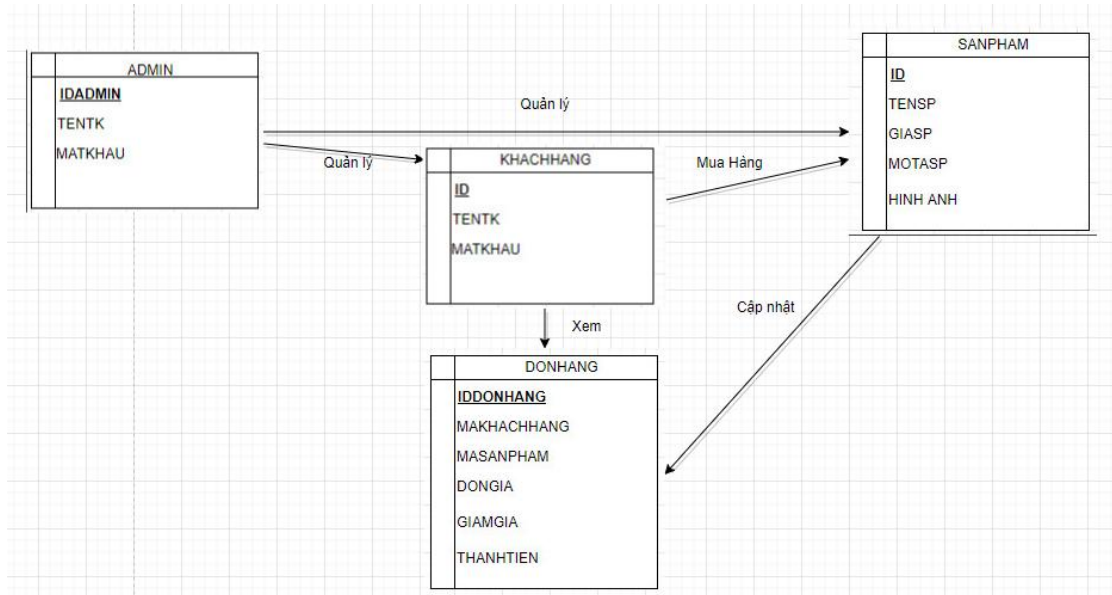 ADMIN
IDADMIN
TENTK
MATKHAU
Quản lý
Quản lý
KHACHHANG
ID
TENTK
MATKHAU
Mua Hàng
SANPHAM
ID
TENSP
GIASP
MOTASP
HINH ANH
Cập nhật
Xem
DONHANG
IDDONHANG
MAKHACHHANG
MASANPHAM
DONGIA
GIAMGIA
THANHTIEN